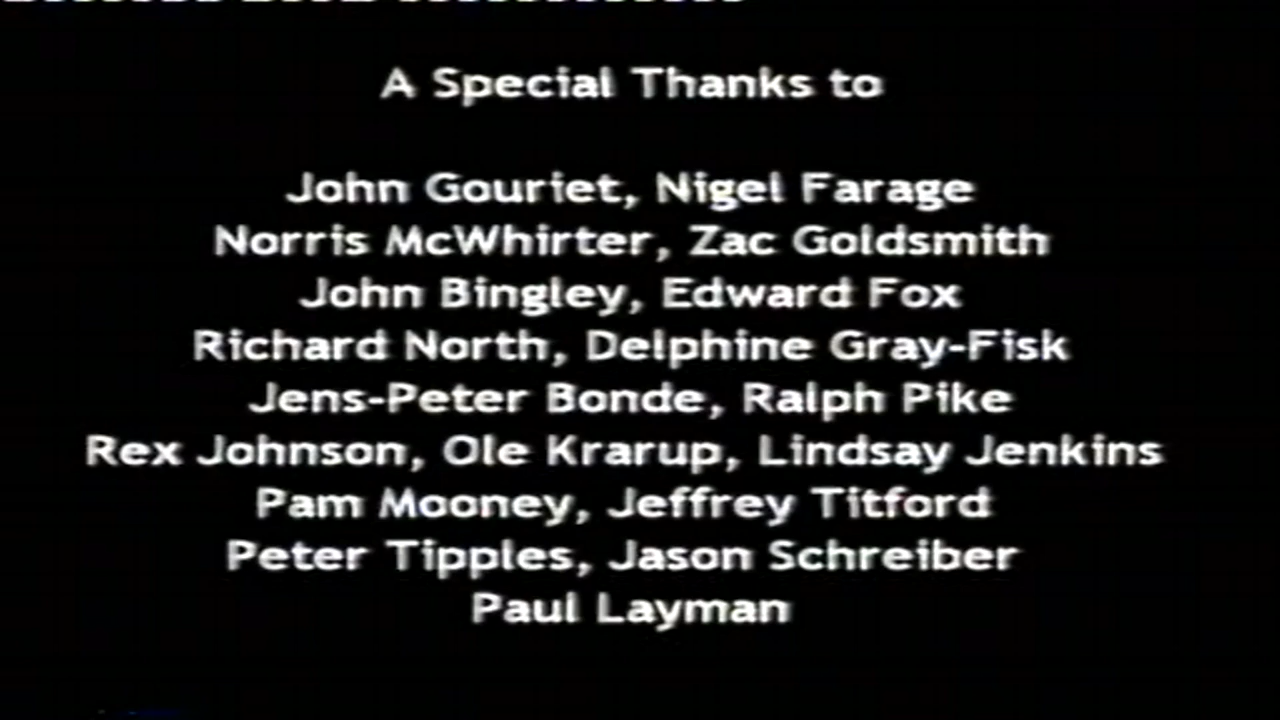 A Special Thanks to
John Gouriet, Nigel Farage
Norris McWhirter, Zac Goldsmith
John Bingley, Edward Fox
Richard North, Delphine Gray-Fisk
Jens-Peter Bonde, Ralph Pike
Rex Johnson, Ole Krarup, Lindsay Jenkins
Pam Mooney, Jeffrey Titford
Peter Tipples, Jason Schreiber
Paul Layman